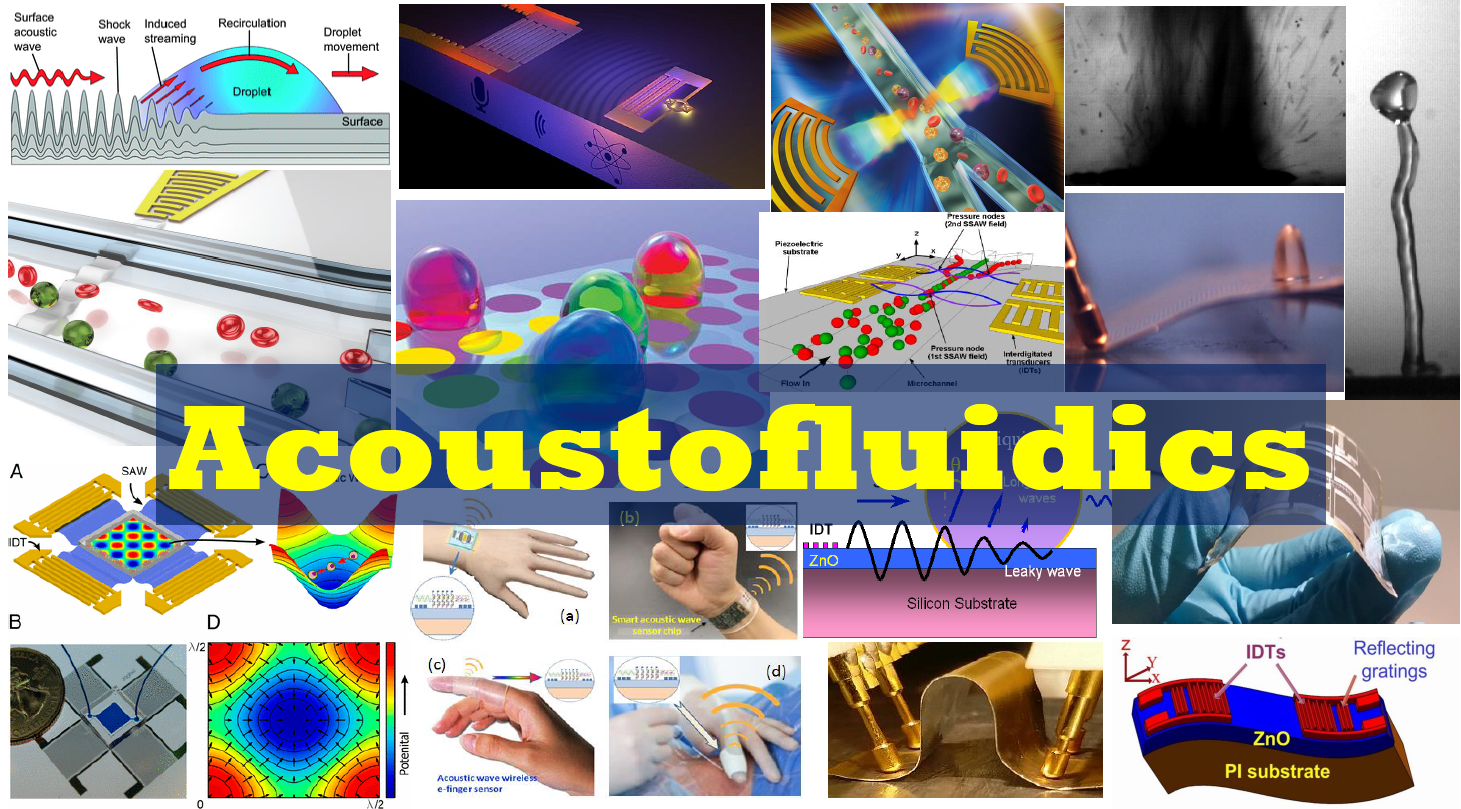 Surface
acoustic
wave
Shock
wave
Induced
streaming
Recirculation
Droplet
movement
Droplet
Surface
Pressure nodes
(2nd SSAW field)
Piezoelectric
substrate
z
y
x
Pressure node
(1st SSAW field)
Interdigitated
transducers
(IDTs)
Flow In
Microchannel
Acoustofluidics
A
SAW
IDT
B
D
λ/2
0
λ/2
Potenital
(a)
(b)
Smart acoustic wave
sensor chip
(c)
Acoustic wave wireless
e-finger sensor
(d)
waves
IDT
ZnO
Leaky wave
Silicon Substrate
Z
Y
X
IDTs
Reflecting
gratings
ZnO
PI substrate